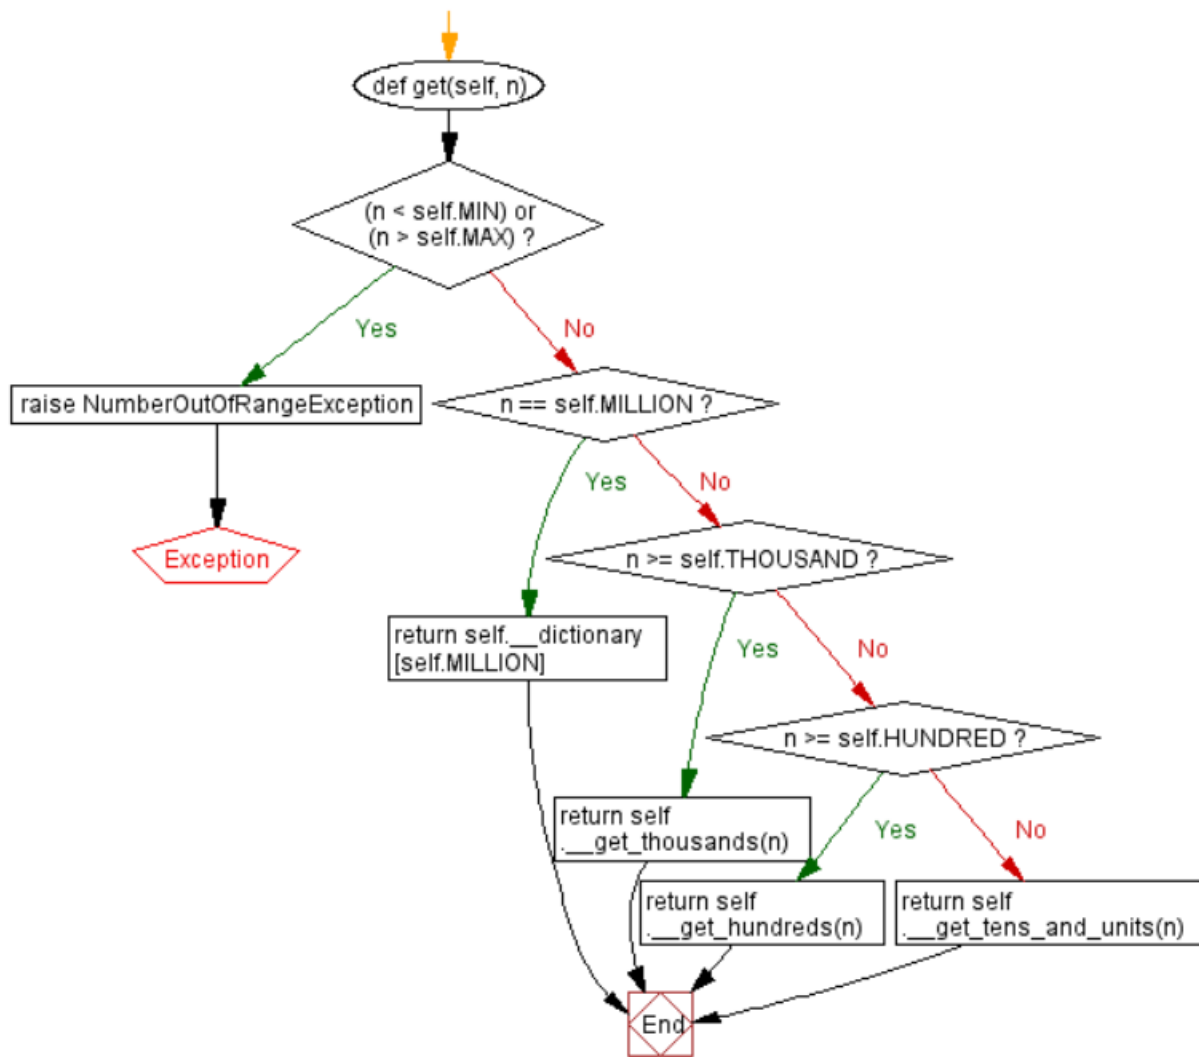 def get(self, n)
(n < self.MIN) or
(n > self.MAX) ?
Yes
No
raise NumberOutOfRangeException
n == self.MILLION ?
Yes
No
Exception
n >= self.THOUSAND ?
return self.__dictionary
[self.MILLION]
Yes
No
n >= self.HUNDRED ?
return self
.__get_thousands(n)
Yes
No
return self
.__get_hundreds(n)
return self
.__get_tens_and_units(n)
End